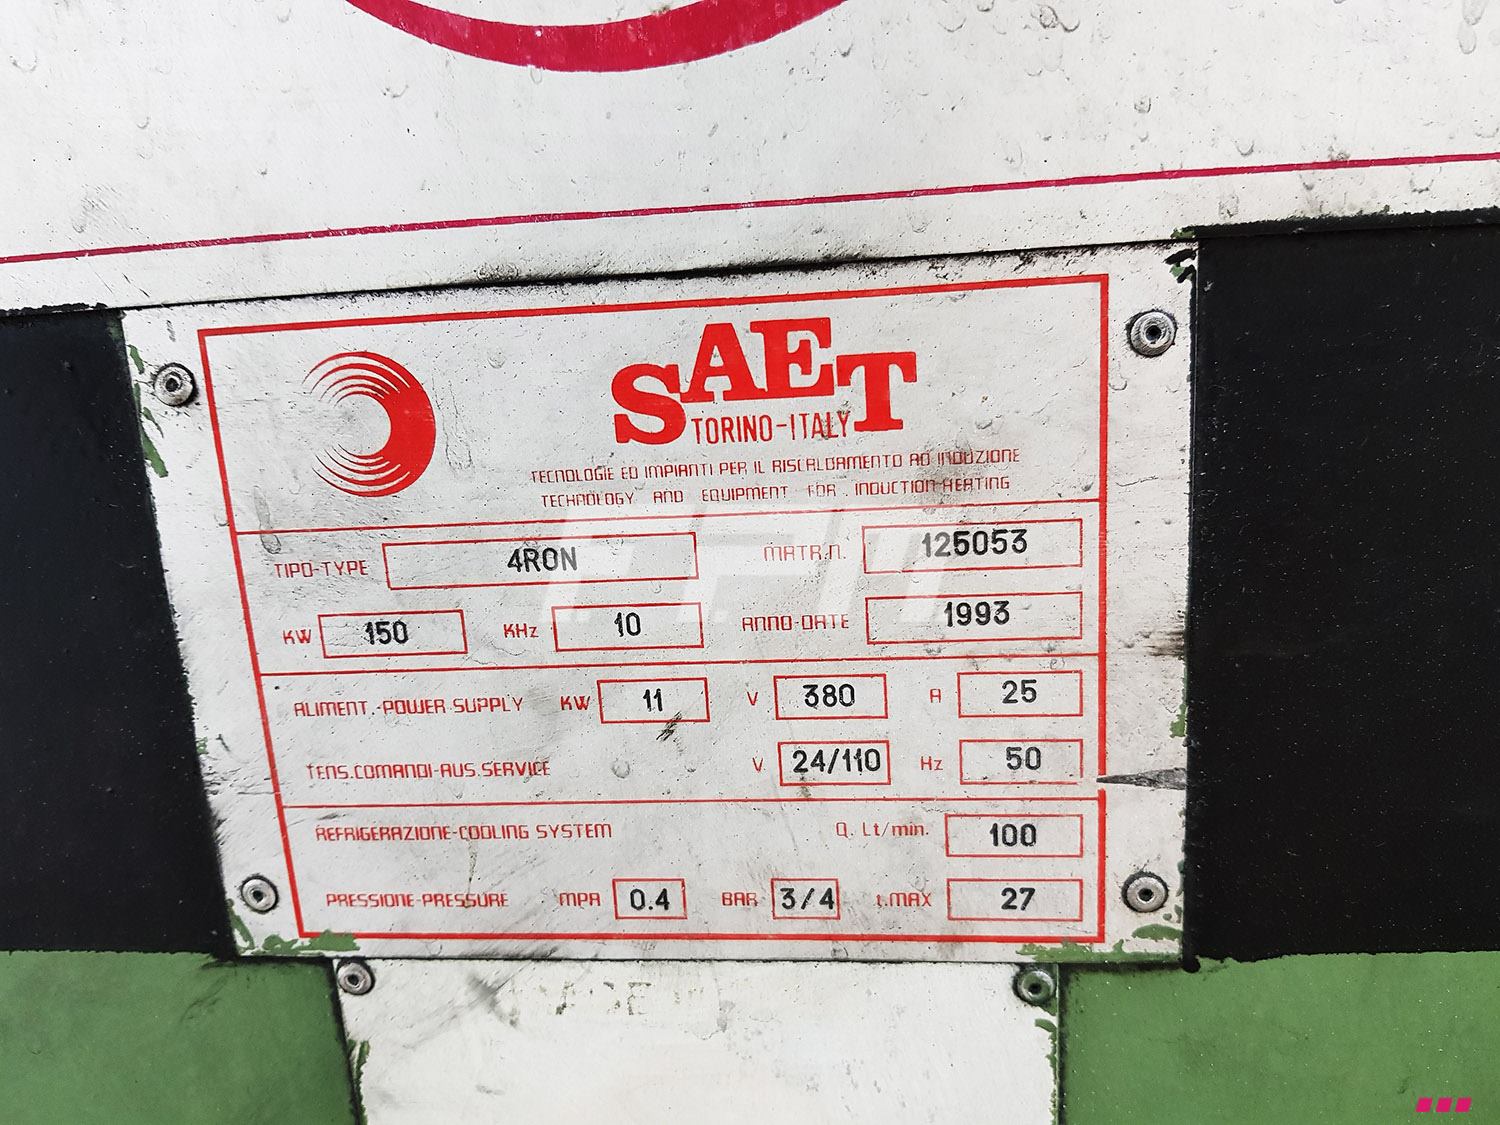 SAET
TORINO-ITALY
TECNOLOGIE ED IMPIANTI PER IL RISCALDAMENTO AD INDUZIONE
TECHNOLOGY AND EQUIPMENT FOR INDUCTION HEATING
TIPO-TYPE 4RON MATR.N. 125053
KW 150 KHz 10 ANNO-DATE 1993
ALIMENT.-POWER SUPPLY KW 11 V 380 A 25
TENS.COMANDI-AUS.SERVICE V 24/110 Hz 50
REFRIGERAZIONE-COOLING SYSTEM Q. Lt/min. 100
PRESSIONE-PRESSURE MPA 0.4 BAR 3/4 t.MAX 27